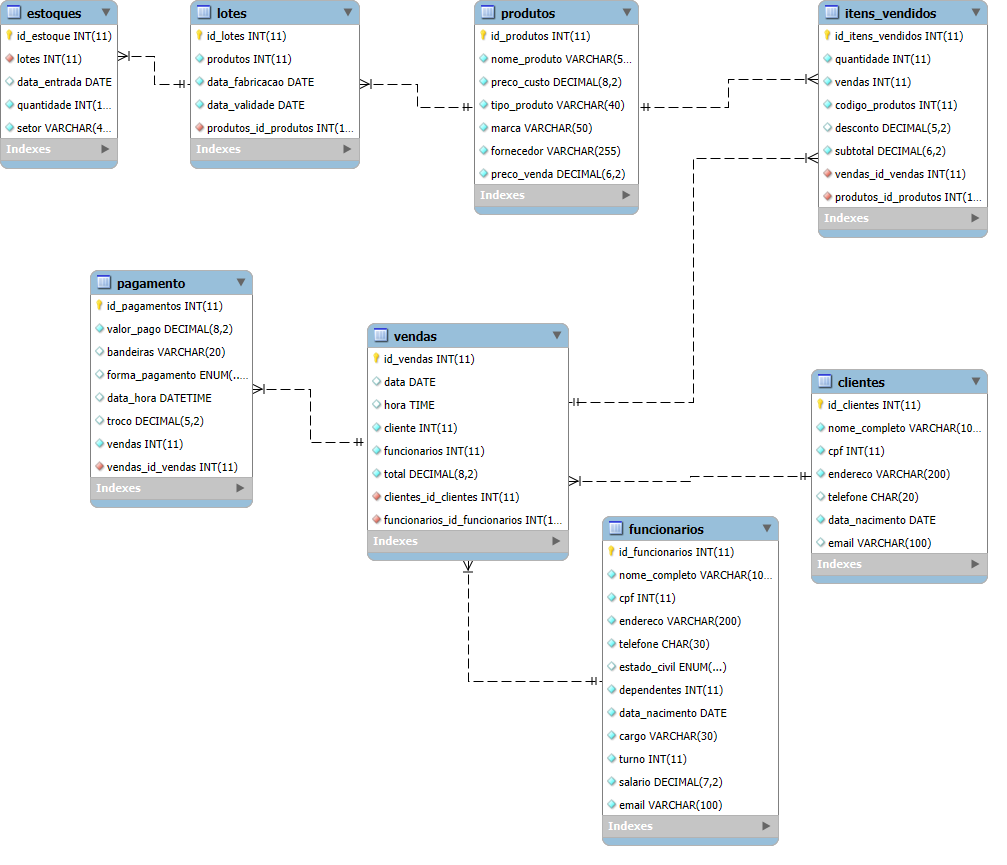 estoques
id_estoque INT(11)
lotes INT(11)
data_entrada DATE
quantidade INT(1...
setor VARCHAR(4...
Indexes
lotes
id_lotes INT(11)
produtos INT(11)
data_fabricacao DATE
data_validade DATE
produtos_id_produtos INT(1...
Indexes
produtos
id_produtos INT(11)
nome_produto VARCHAR(5...
preco_custo DECIMAL(8,2)
tipo_produto VARCHAR(40)
marca VARCHAR(50)
fornecedor VARCHAR(255)
preco_venda DECIMAL(6,2)
Indexes
itens_vendidos
id_itens_vendidos INT(11)
quantidade INT(11)
vendas INT(11)
codigo_produtos INT(11)
desconto DECIMAL(5,2)
subtotal DECIMAL(6,2)
vendas_id_vendas INT(11)
produtos_id_produtos INT(1...
Indexes
pagamento
id_pagamentos INT(11)
valor_pago DECIMAL(8,2)
bandeiras VARCHAR(20)
forma_pagamento ENUM(...
data_hora DATETIME
troco DECIMAL(5,2)
vendas INT(11)
vendas_id_vendas INT(11)
Indexes
vendas
id_vendas INT(11)
data DATE
hora TIME
cliente INT(11)
funcionarios INT(11)
total DECIMAL(8,2)
clientes_id_clientes INT(11)
funcionarios_id_funcionarios INT(1...
Indexes
clientes
id_clientes INT(11)
nome_completo VARCHAR(10...
cpf INT(11)
endereco VARCHAR(200)
telefone CHAR(20)
data_nacimento DATE
email VARCHAR(100)
Indexes
funcionarios
id_funcionarios INT(11)
nome_completo VARCHAR(10...
cpf INT(11)
endereco VARCHAR(200)
telefone CHAR(30)
estado_civil ENUM(...)
dependentes INT(11)
data_nacimento DATE
cargo VARCHAR(30)
turno INT(11)
salario DECIMAL(7,2)
email VARCHAR(100)
Indexes